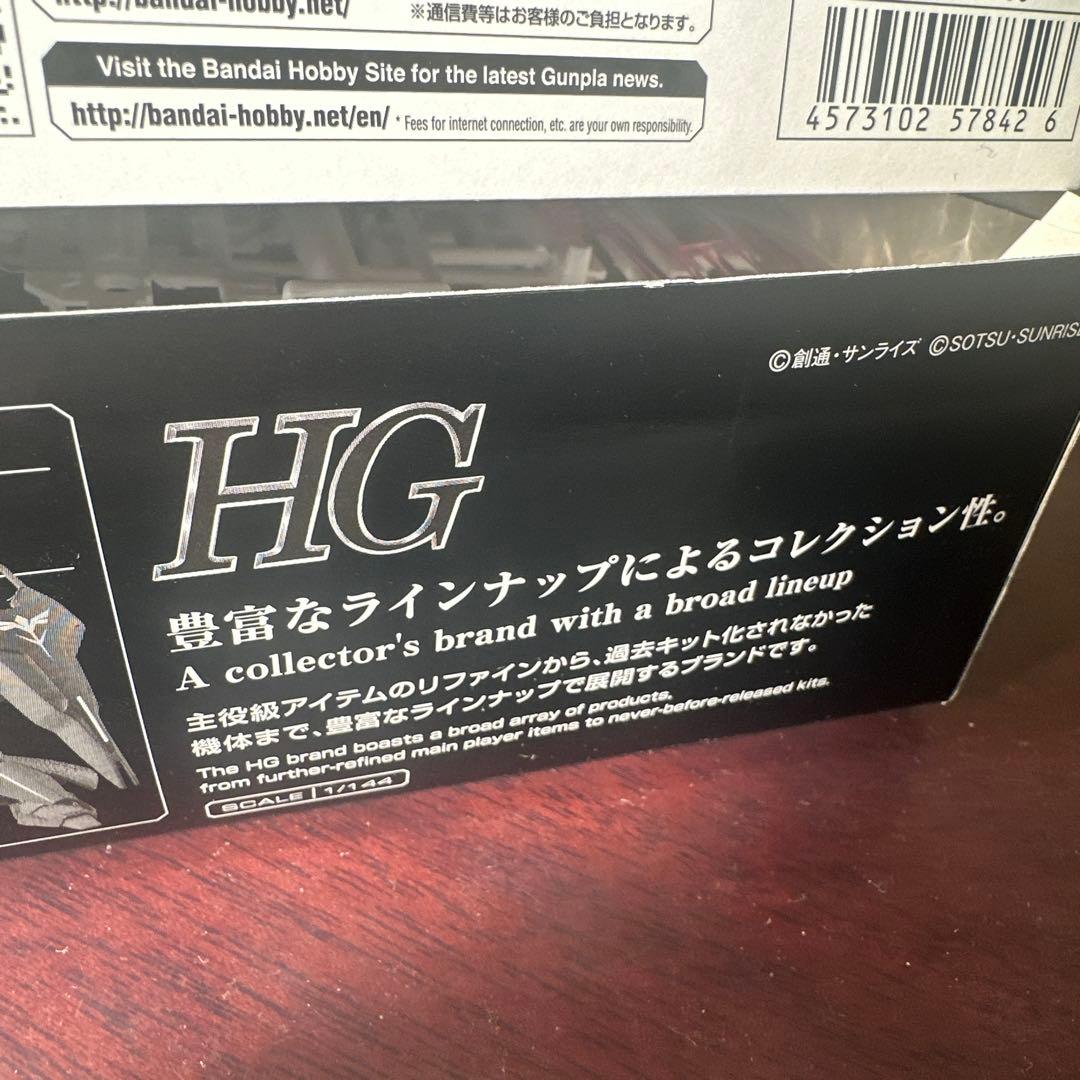 http://bandai-hobby.net/
※通信費等はお客様のご負担となります。
Visit the Bandai Hobby Site for the latest Gunpla news.
http://bandai-hobby.net/en/ * Fees for internet connection, etc. are your own responsibility.
4573102 57842 6
©創通・サンライズ ©SOTSU・SUNRISE
HG
豊富なラインナップによるコレクション性。
A collector's brand with a broad lineup
主役級アイテムのリファインから、過去キット化されなかった
機体まで、豊富なラインナップで展開するブランドです。
The HG brand boasts a broad array of products,
from further-refined main player items to never-before-released kits.
SCALE 1/144